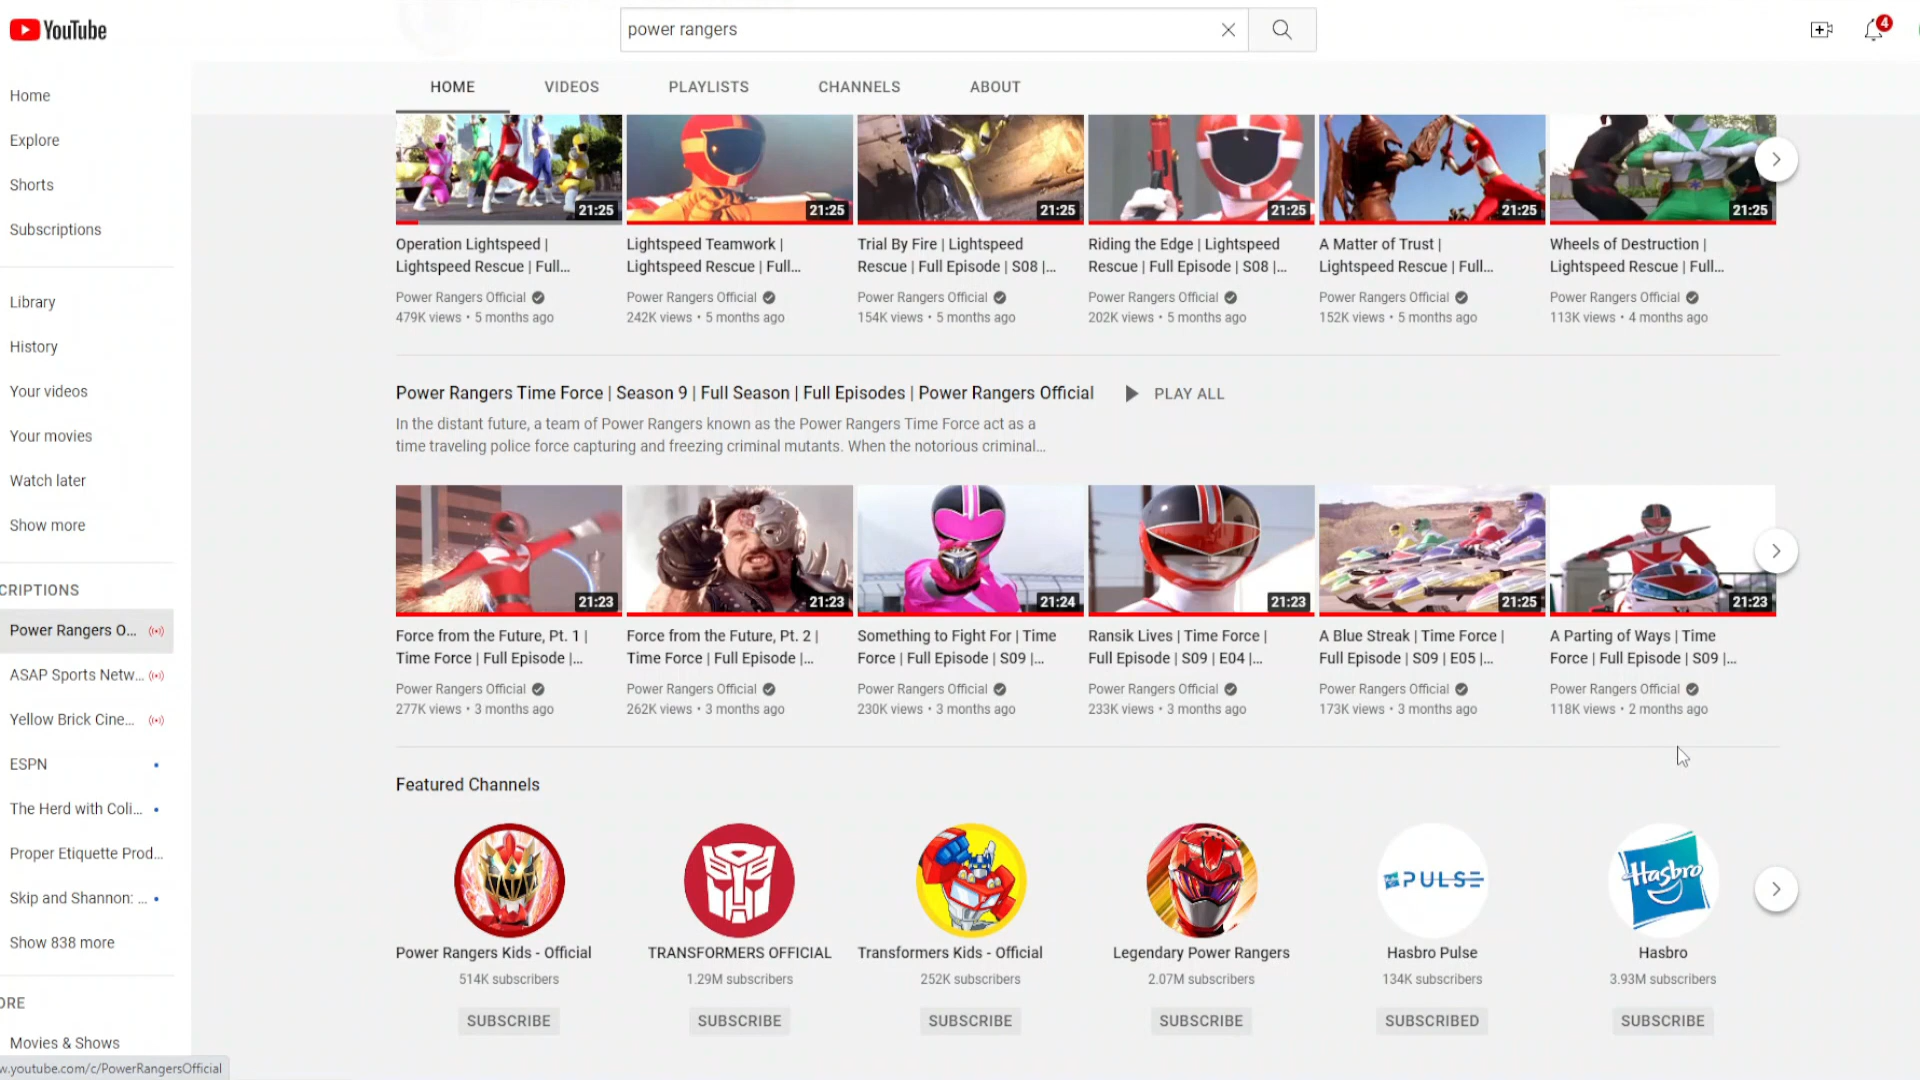 YouTube
power rangers
4
Home
Explore
Shorts
Subscriptions
Library
History
Your videos
Your movies
Watch later
Show more
CRIPTIONS
Power Rangers O...
ASAP Sports Netw...
Yellow Brick Cine...
ESPN
The Herd with Coli...
Proper Etiquette Prod...
Skip and Shannon: ...
Show 838 more
ORE
Movies & Shows
w.youtube.com/c/PowerRangersOfficial
HOME VIDEOS PLAYLISTS CHANNELS ABOUT
21:25 21:25 21:25 21:25 21:25 21:25
Operation Lightspeed | Lightspeed Teamwork | Trial By Fire | Lightspeed Riding the Edge | Lightspeed A Matter of Trust | Wheels of Destruction |
Lightspeed Rescue | Full... Lightspeed Rescue | Full... Rescue | Full Episode | S08 |... Rescue | Full Episode | S08 |... Lightspeed Rescue | Full... Lightspeed Rescue | Full...
Power Rangers Official Power Rangers Official Power Rangers Official Power Rangers Official Power Rangers Official Power Rangers Official
479K views • 5 months ago 242K views • 5 months ago 154K views • 5 months ago 202K views • 5 months ago 152K views • 5 months ago 113K views • 4 months ago
Power Rangers Time Force | Season 9 | Full Season | Full Episodes | Power Rangers Official PLAY ALL
In the distant future, a team of Power Rangers known as the Power Rangers Time Force act as a
time traveling police force capturing and freezing criminal mutants. When the notorious criminal...
21:23 21:23 21:24 21:23 21:25 21:23
Force from the Future, Pt. 1 | Force from the Future, Pt. 2 | Something to Fight For | Time Ransik Lives | Time Force | A Blue Streak | Time Force | A Parting of Ways | Time
Time Force | Full Episode |... Time Force | Full Episode |... Force | Full Episode | S09 |... Full Episode | S09 | E04 |... Full Episode | S09 | E05 |... Force | Full Episode | S09 |...
Power Rangers Official Power Rangers Official Power Rangers Official Power Rangers Official Power Rangers Official Power Rangers Official
277K views • 3 months ago 262K views • 3 months ago 230K views • 3 months ago 233K views • 3 months ago 173K views • 3 months ago 118K views • 2 months ago
Featured Channels
PULSE Hasbro
Power Rangers Kids - Official TRANSFORMERS OFFICIAL Transformers Kids - Official Legendary Power Rangers Hasbro Pulse Hasbro
514K subscribers 1.29M subscribers 252K subscribers 2.07M subscribers 134K subscribers 3.93M subscribers
SUBSCRIBE SUBSCRIBE SUBSCRIBE SUBSCRIBE SUBSCRIBED SUBSCRIBE